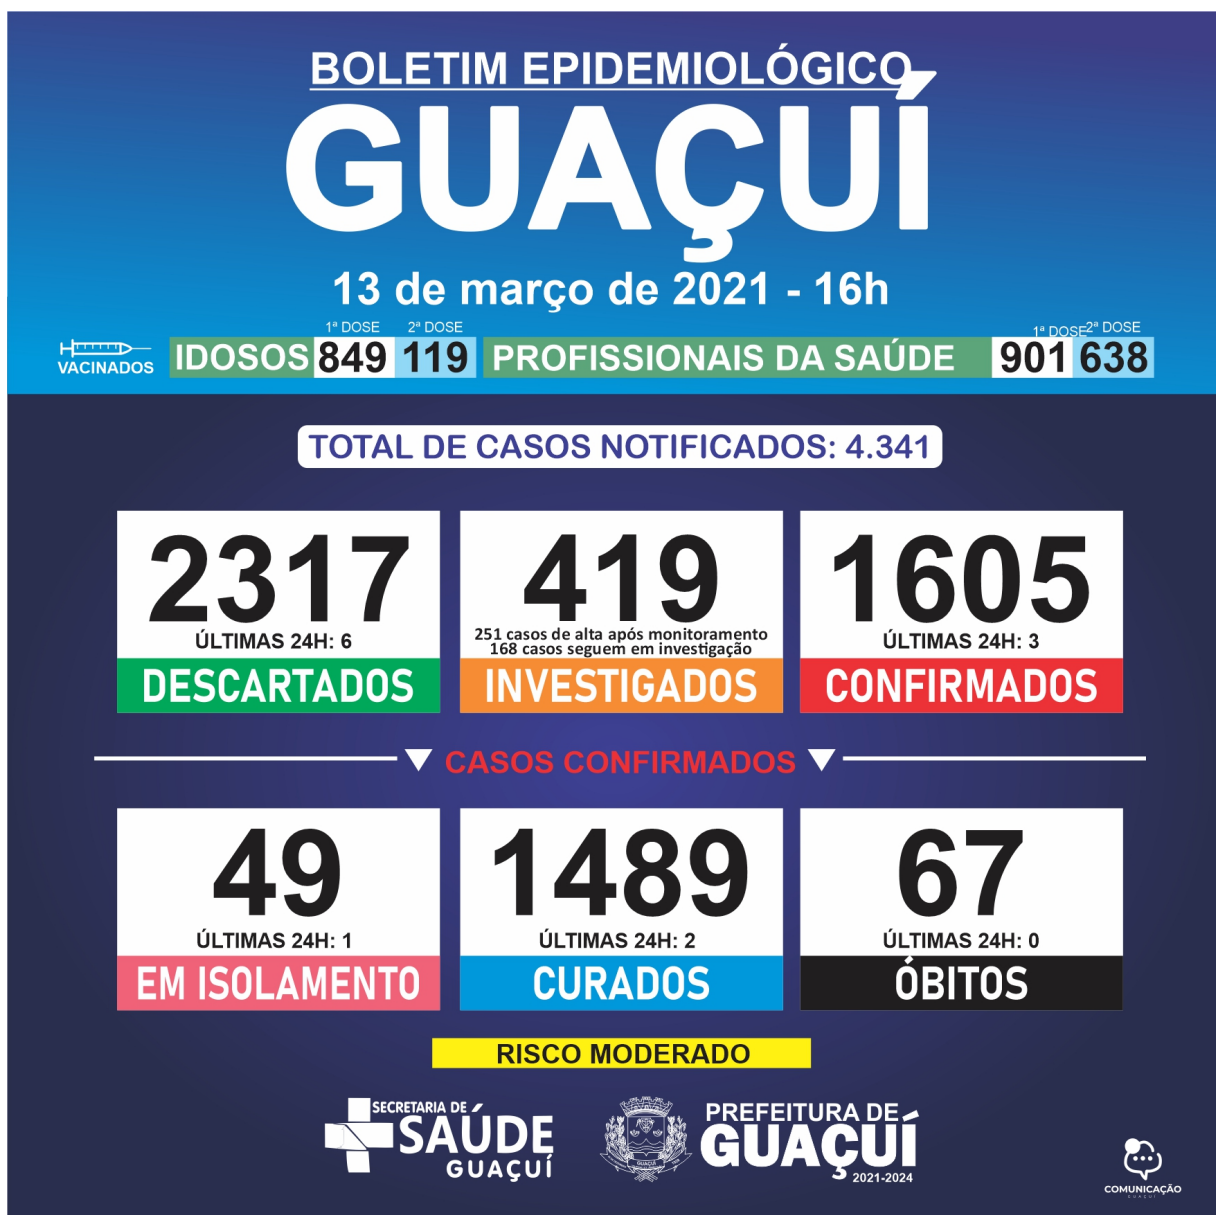 BOLETIM EPIDEMIOLÓGICO
GUAÇUÍ
13 de março de 2021 - 16h
1ª DOSE 2ª DOSE 1ª DOSE 2ª DOSE
VACINADOS IDOSOS 849 119 PROFISSIONAIS DA SAÚDE 901 638
TOTAL DE CASOS NOTIFICADOS: 4.341
2317
ÚLTIMAS 24H: 6
DESCARTADOS
419
251 casos de alta após monitoramento
168 casos seguem em investigação
INVESTIGADOS
1605
ÚLTIMAS 24H: 3
CONFIRMADOS
CASOS CONFIRMADOS
49
ÚLTIMAS 24H: 1
EM ISOLAMENTO
1489
ÚLTIMAS 24H: 2
CURADOS
67
ÚLTIMAS 24H: 0
ÓBITOS
RISCO MODERADO
SECRETARIA DE
SAÚDE
GUAÇUÍ
GUAÇUÍ
PREFEITURA DE
GUAÇUÍ
2021-2024
COMUNICAÇÃO
GUAÇUÍ